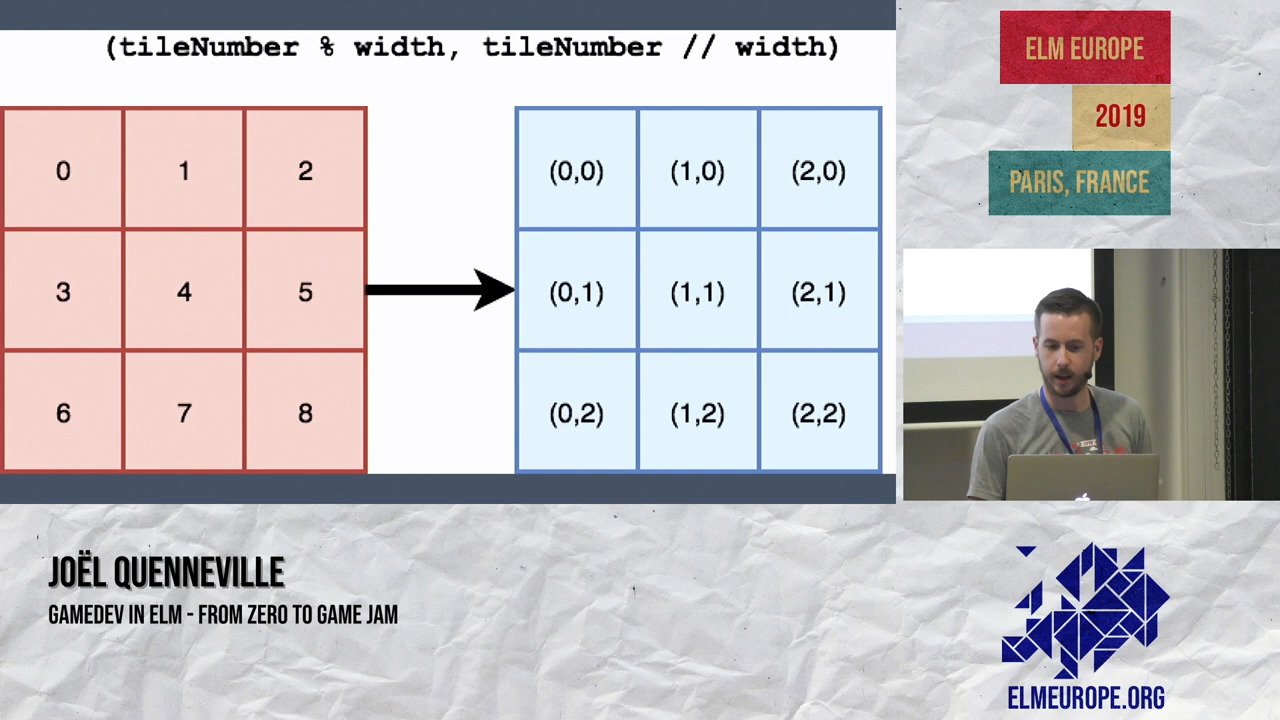 (tileNumber % width, tileNumber // width)
0 1 2
3 4 5
6 7 8
(0,0) (1,0) (2,0)
(0,1) (1,1) (2,1)
(0,2) (1,2) (2,2)
ELM EUROPE
2019
PARIS, FRANCE
JOËL QUENNEVILLE
GAMEDEV IN ELM - FROM ZERO TO GAME JAM
ELMEUROPE.ORG